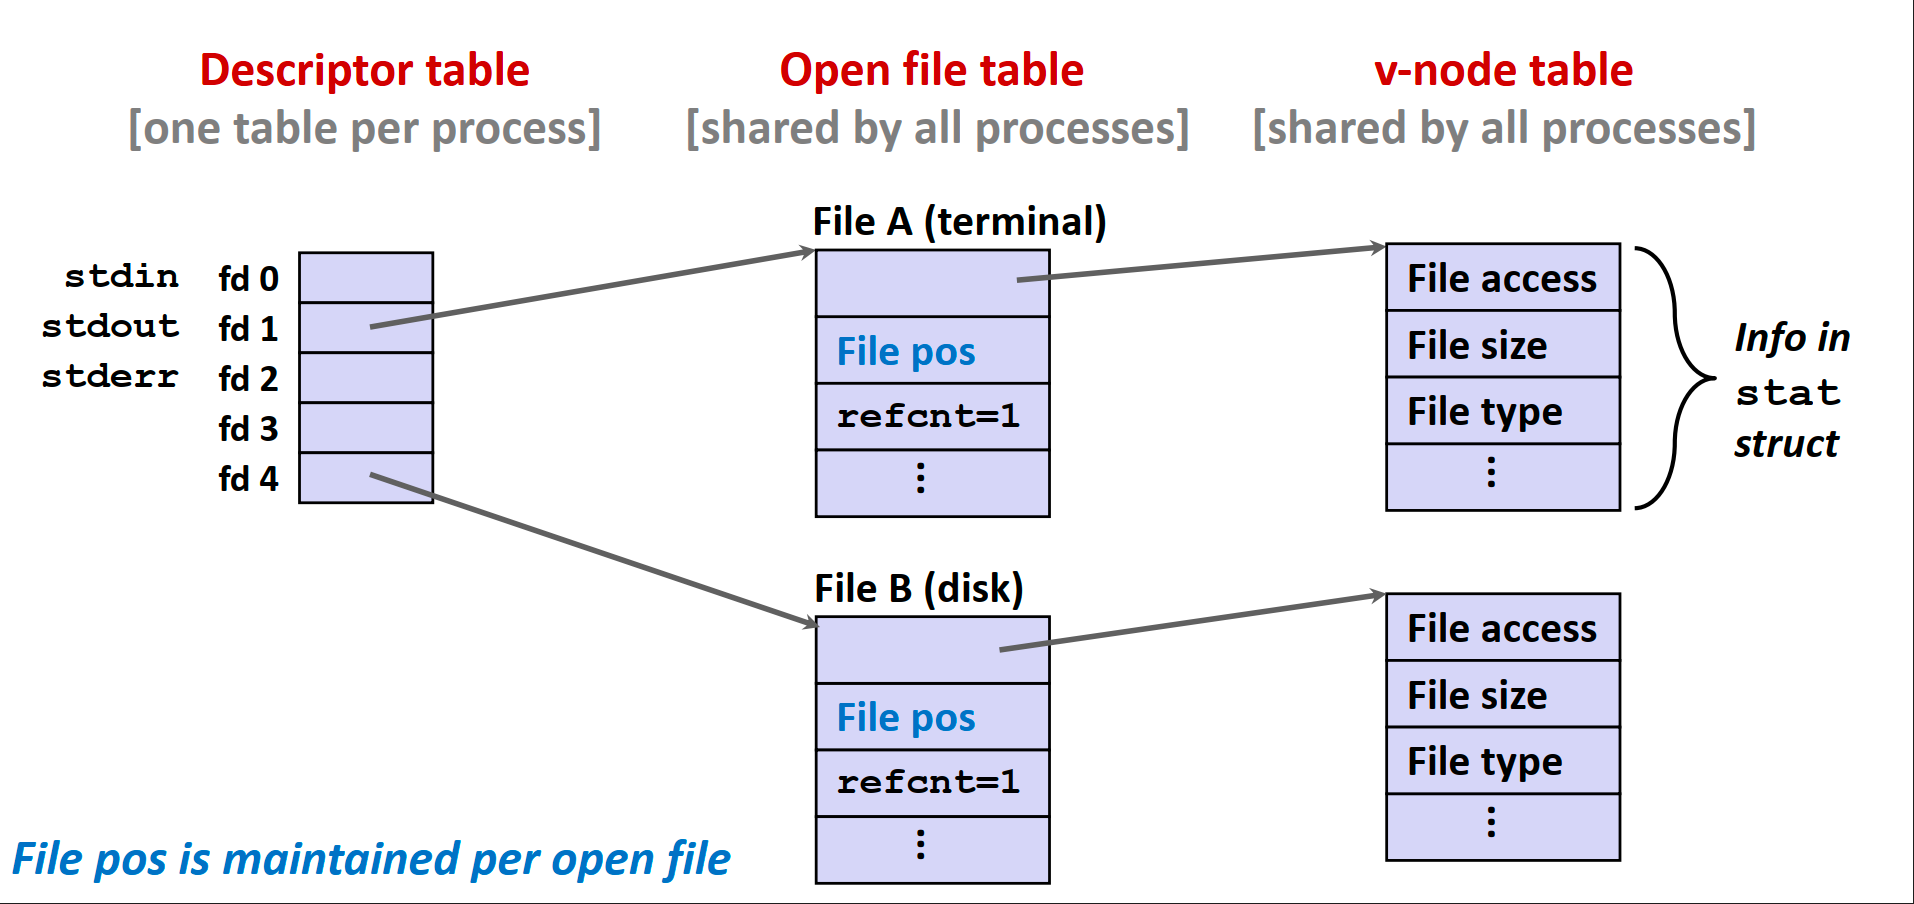 Descriptor table
[one table per process]
Open file table
[shared by all processes]
v-node table
[shared by all processes]
stdin fd 0
stdout fd 1
stderr fd 2
fd 3
fd 4
File A (terminal)
File pos
refcnt=1
⋮
File B (disk)
File pos
refcnt=1
⋮
File access
File size
File type
⋮
Info in
stat
struct
File access
File size
File type
⋮
File pos is maintained per open file